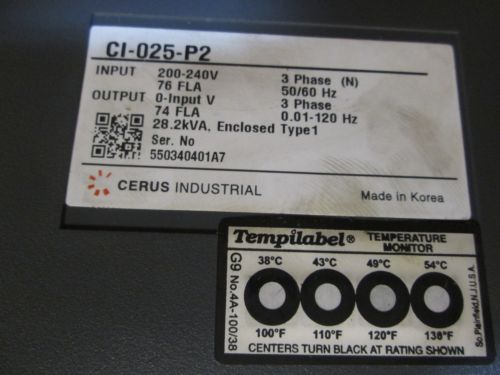 CI-025-P2
INPUT 200-240V 3 Phase (N)
76 FLA 50/60 Hz
OUTPUT 0-Input V 3 Phase
74 FLA 0.01-120 Hz
28.2kVA, Enclosed Type1
Ser. No
550340401A7
CERUS INDUSTRIAL
Made in Korea
Tempilabel® TEMPERATURE MONITOR
G9 No.4A-100/38
38°C 43°C 49°C 54°C
100°F 110°F 120°F 130°F
CENTERS TURN BLACK AT RATING SHOWN
So. Plainfield, N.J. U.S.A.